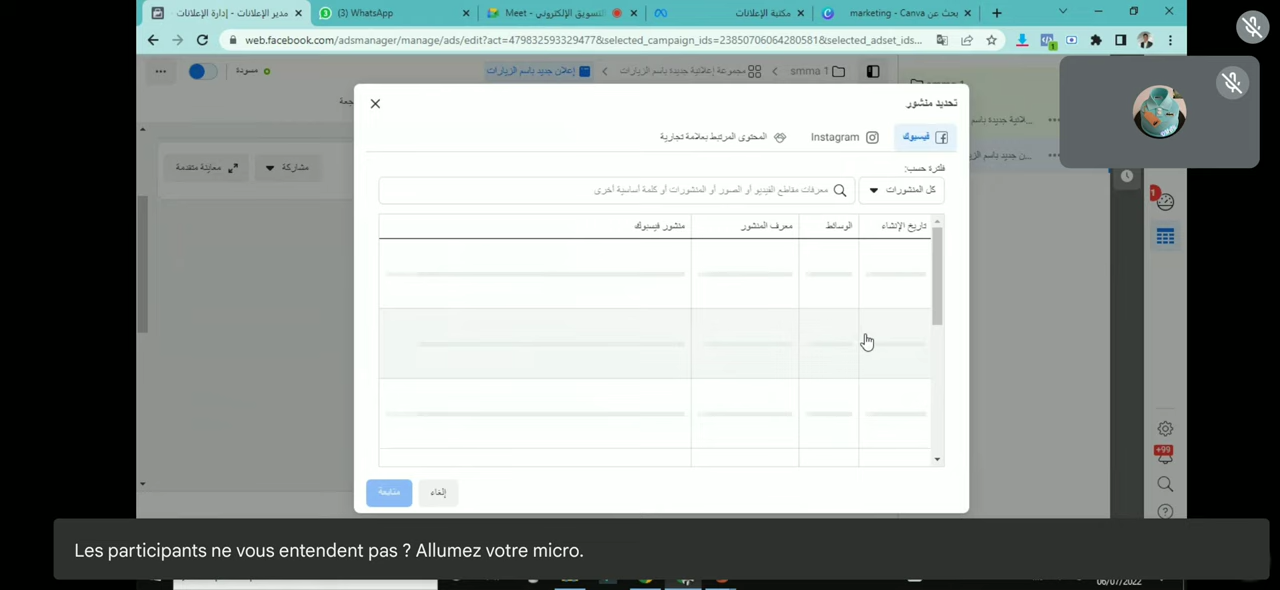 مدير الإعلانات - إدارة الإعلانات
(3) WhatsApp
Meet - التسويق الإلكتروني
مكتبة الإعلانات
marketing - Canva بحث عن
web.facebook.com/adsmanager/manage/ads/edit?act=479832593329477&selected_campaign_ids=23850706064280581&selected_adset_ids...
مسودة
إعلان جديد باسم الزيارات
مجموعة إعلانية جديدة باسم الزيارات
smma 1
معاينة متقدمة
مشاركة
تحديد منشور
فيسبوك
Instagram
المحتوى المرتبط بعلامة تجارية
فلترة حسب:
كل المنشورات
معرفات مقاطع الفيديو أو الصور أو المنشورات أو كلمة أساسية أخرى
تاريخ الإنشاء
الوسائط
معرف المنشور
منشور فيسبوك
إلغاء
متابعة
1
+99
Les participants ne vous entendent pas ? Allumez votre micro.
06/07/2022